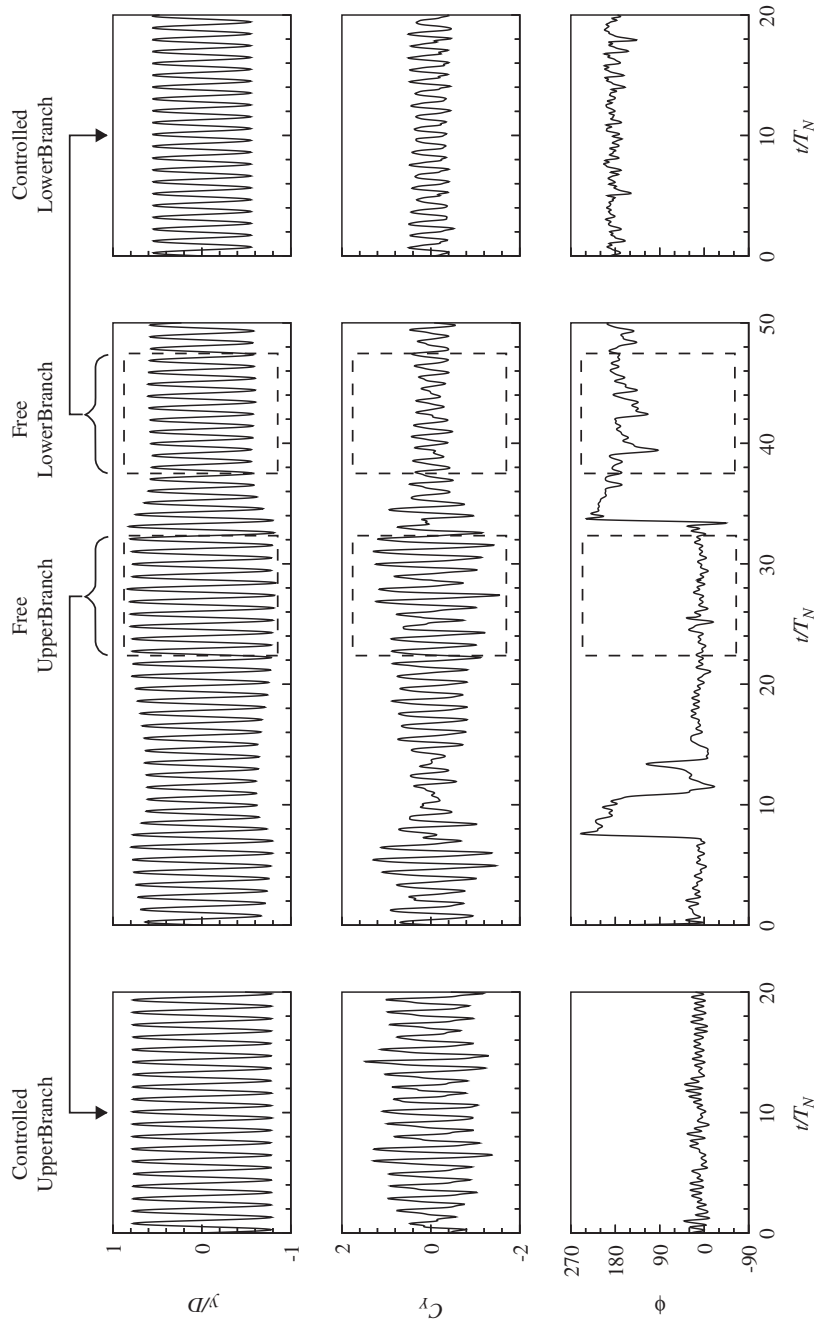 Controlled
UpperBranch
Free
UpperBranch
Free
LowerBranch
Controlled
LowerBranch
y/D
1
0
-1
C_Y
2
0
-2
ϕ
270
180
90
0
-90
0
10
20
t/T_N
0
10
20
30
40
50
t/T_N
0
10
20
t/T_N